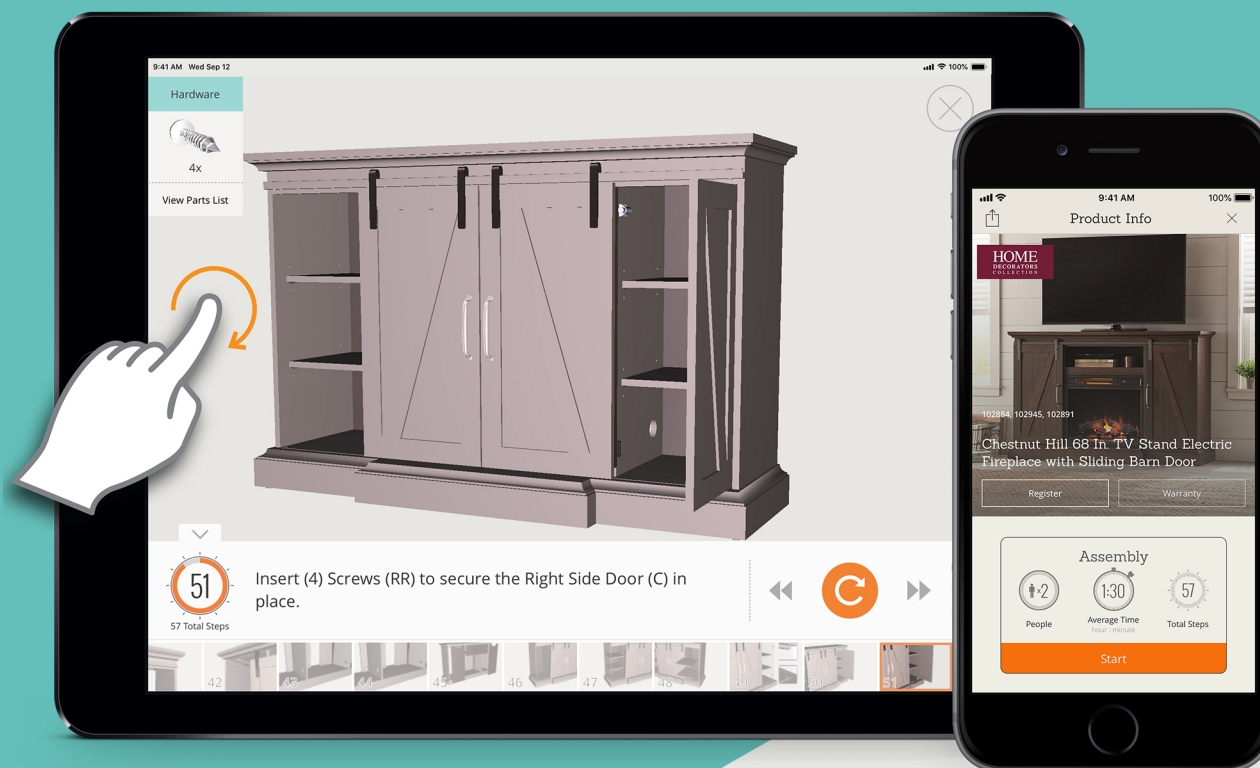 9:41 AM Wed Sep 12
100%
Hardware
4x
View Parts List
51
57 Total Steps
Insert (4) Screws (RR) to secure the Right Side Door (C) in
place.
42
43
44
45
46
47
48
49
50
51
9:41 AM
100%
Product Info
HOME
DECORATORS
COLLECTION
102884, 102945, 102891
Chestnut Hill 68 In. TV Stand Electric
Fireplace with Sliding Barn Door
Register
Warranty
Assembly
x2
1:30
57
People
Average Time
hour : minute
Total Steps
Start